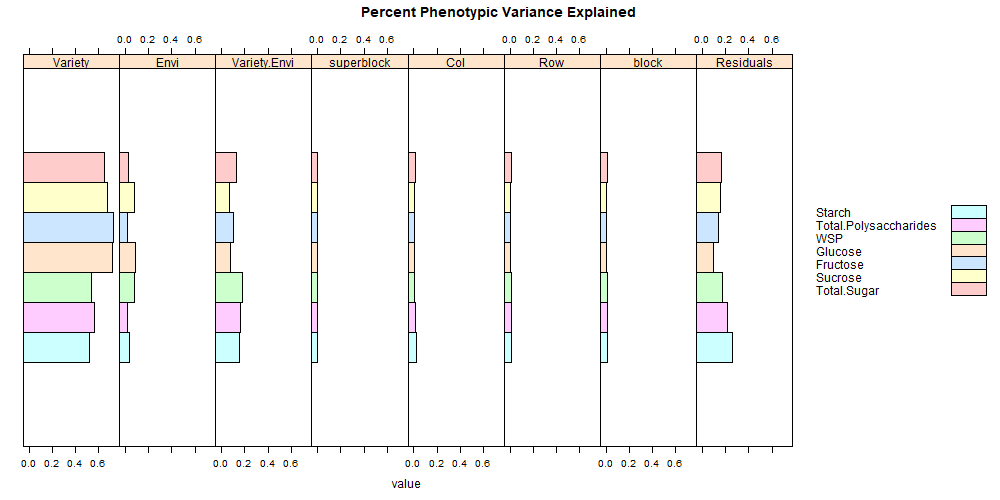 Percent Phenotypic Variance Explained
0.0 0.2 0.4 0.6 0.0 0.2 0.4 0.6 0.0 0.2 0.4 0.6 0.0 0.2 0.4 0.6
Variety Envi Variety.Envi superblock Col Row block Residuals
Starch
Total.Polysaccharides
WSP
Glucose
Fructose
Sucrose
Total.Sugar
0.0 0.2 0.4 0.6 0.0 0.2 0.4 0.6 0.0 0.2 0.4 0.6 0.0 0.2 0.4 0.6
value